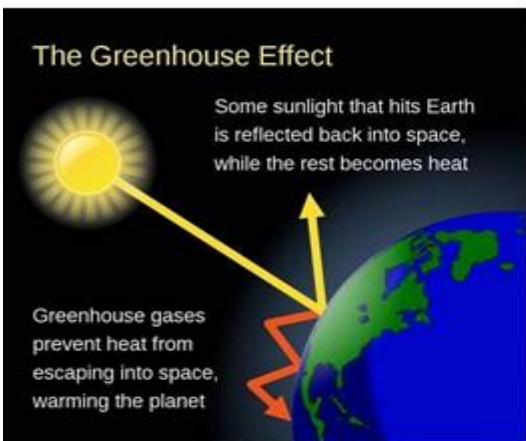 The Greenhouse Effect
Some sunlight that hits Earth
is reflected back into space,
while the rest becomes heat
Greenhouse gases
prevent heat from
escaping into space,
warming the planet